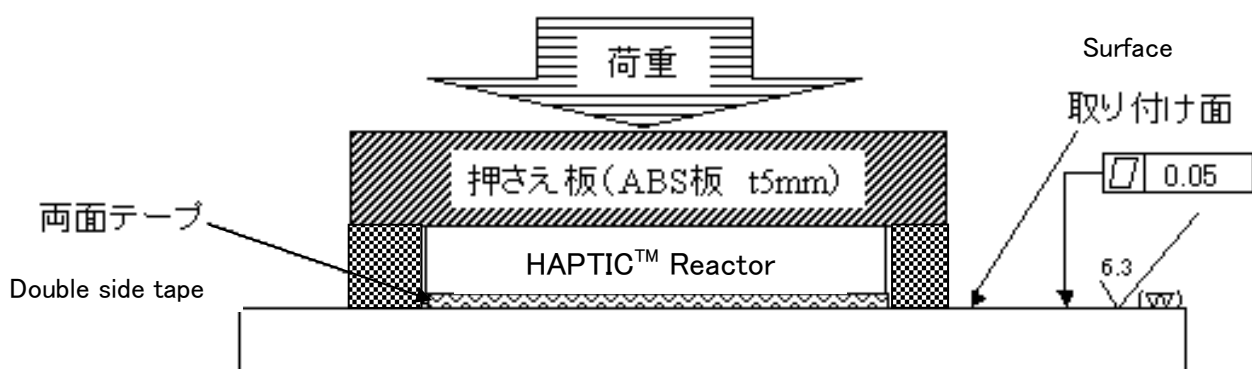 荷重
Surface
取り付け面
押さえ板(ABS板 t5mm)
0.05
両面テープ
HAPTIC™ Reactor
6.3
(▽▽)
Double side tape